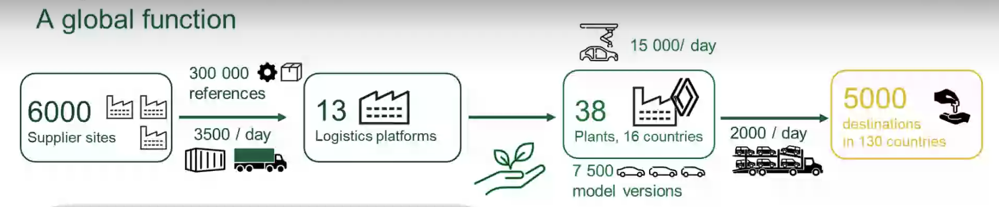 A global function
6000
Supplier sites
300 000
references
3500 / day
13
Logistics platforms
15 000/ day
38
Plants, 16 countries
7 500
model versions
2000 / day
5000
destinations
in 130 countries